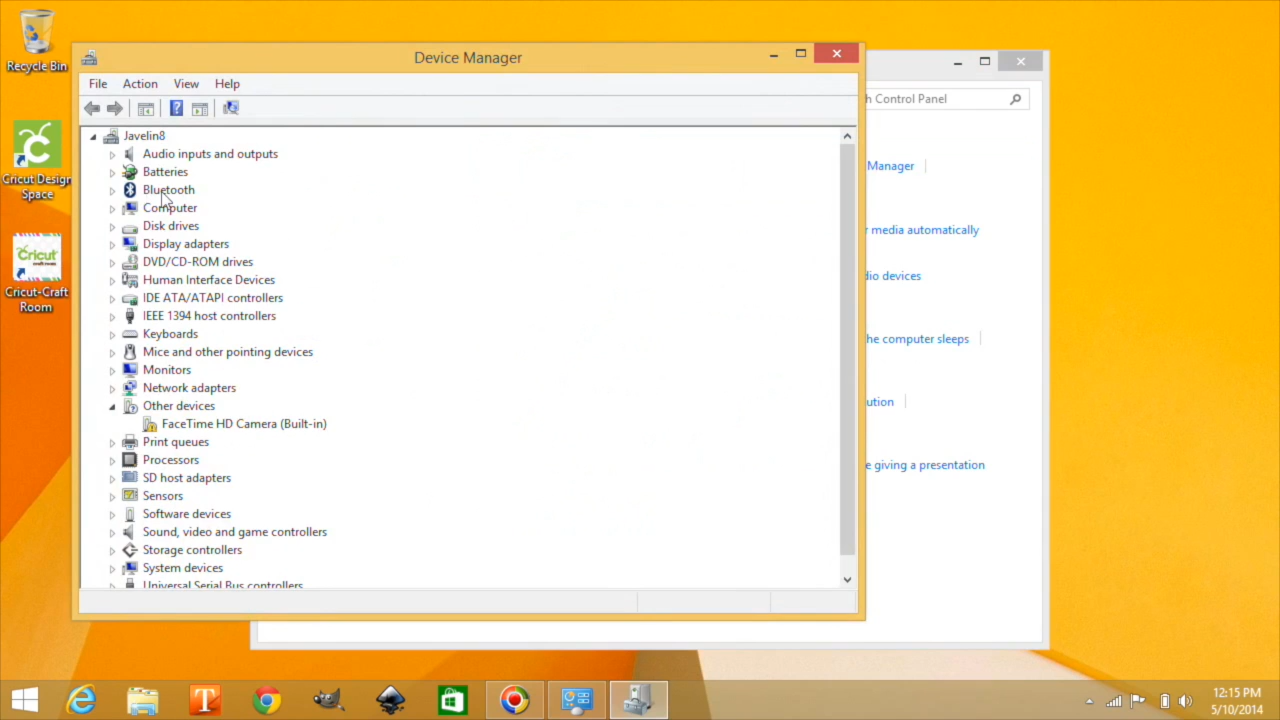 Recycle Bin
Cricut Design
Space
Cricut
craft room
Cricut-Craft
Room
Device Manager
File Action View Help
Javelin8
Audio inputs and outputs
Batteries
Bluetooth
Computer
Disk drives
Display adapters
DVD/CD-ROM drives
Human Interface Devices
IDE ATA/ATAPI controllers
IEEE 1394 host controllers
Keyboards
Mice and other pointing devices
Monitors
Network adapters
Other devices
FaceTime HD Camera (Built-in)
Print queues
Processors
SD host adapters
Sensors
Software devices
Sound, video and game controllers
Storage controllers
System devices
Universal Serial Bus controllers
h Control Panel
Manager
r media automatically
dio devices
he computer sleeps
ution
e giving a presentation
12:15 PM
5/10/2014